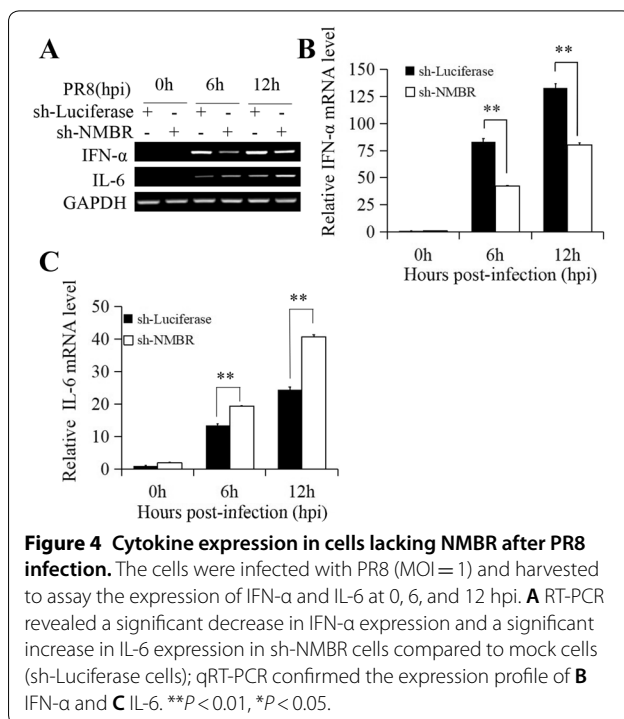 A
PR8(hpi) 0h 6h 12h
sh-Luciferase + - + - + -
sh-NMBR - + - + - +
IFN-α
IL-6
GAPDH
B
Relative IFN-α mRNA level
150
125
100
75
50
25
0
sh-Luciferase
sh-NMBR
**
**
0h 6h 12h
Hours post-infection (hpi)
C
Relative IL-6 mRNA level
50
40
30
20
10
0
sh-Luciferase
sh-NMBR
**
**
0h 6h 12h
Hours post-infection (hpi)
Figure 4 Cytokine expression in cells lacking NMBR after PR8
infection. The cells were infected with PR8 (MOI = 1) and harvested
to assay the expression of IFN-α and IL-6 at 0, 6, and 12 hpi. A RT-PCR
revealed a significant decrease in IFN-α expression and a significant
increase in IL-6 expression in sh-NMBR cells compared to mock cells
(sh-Luciferase cells); qRT-PCR confirmed the expression profile of B
IFN-α and C IL-6. **P < 0.01, *P < 0.05.